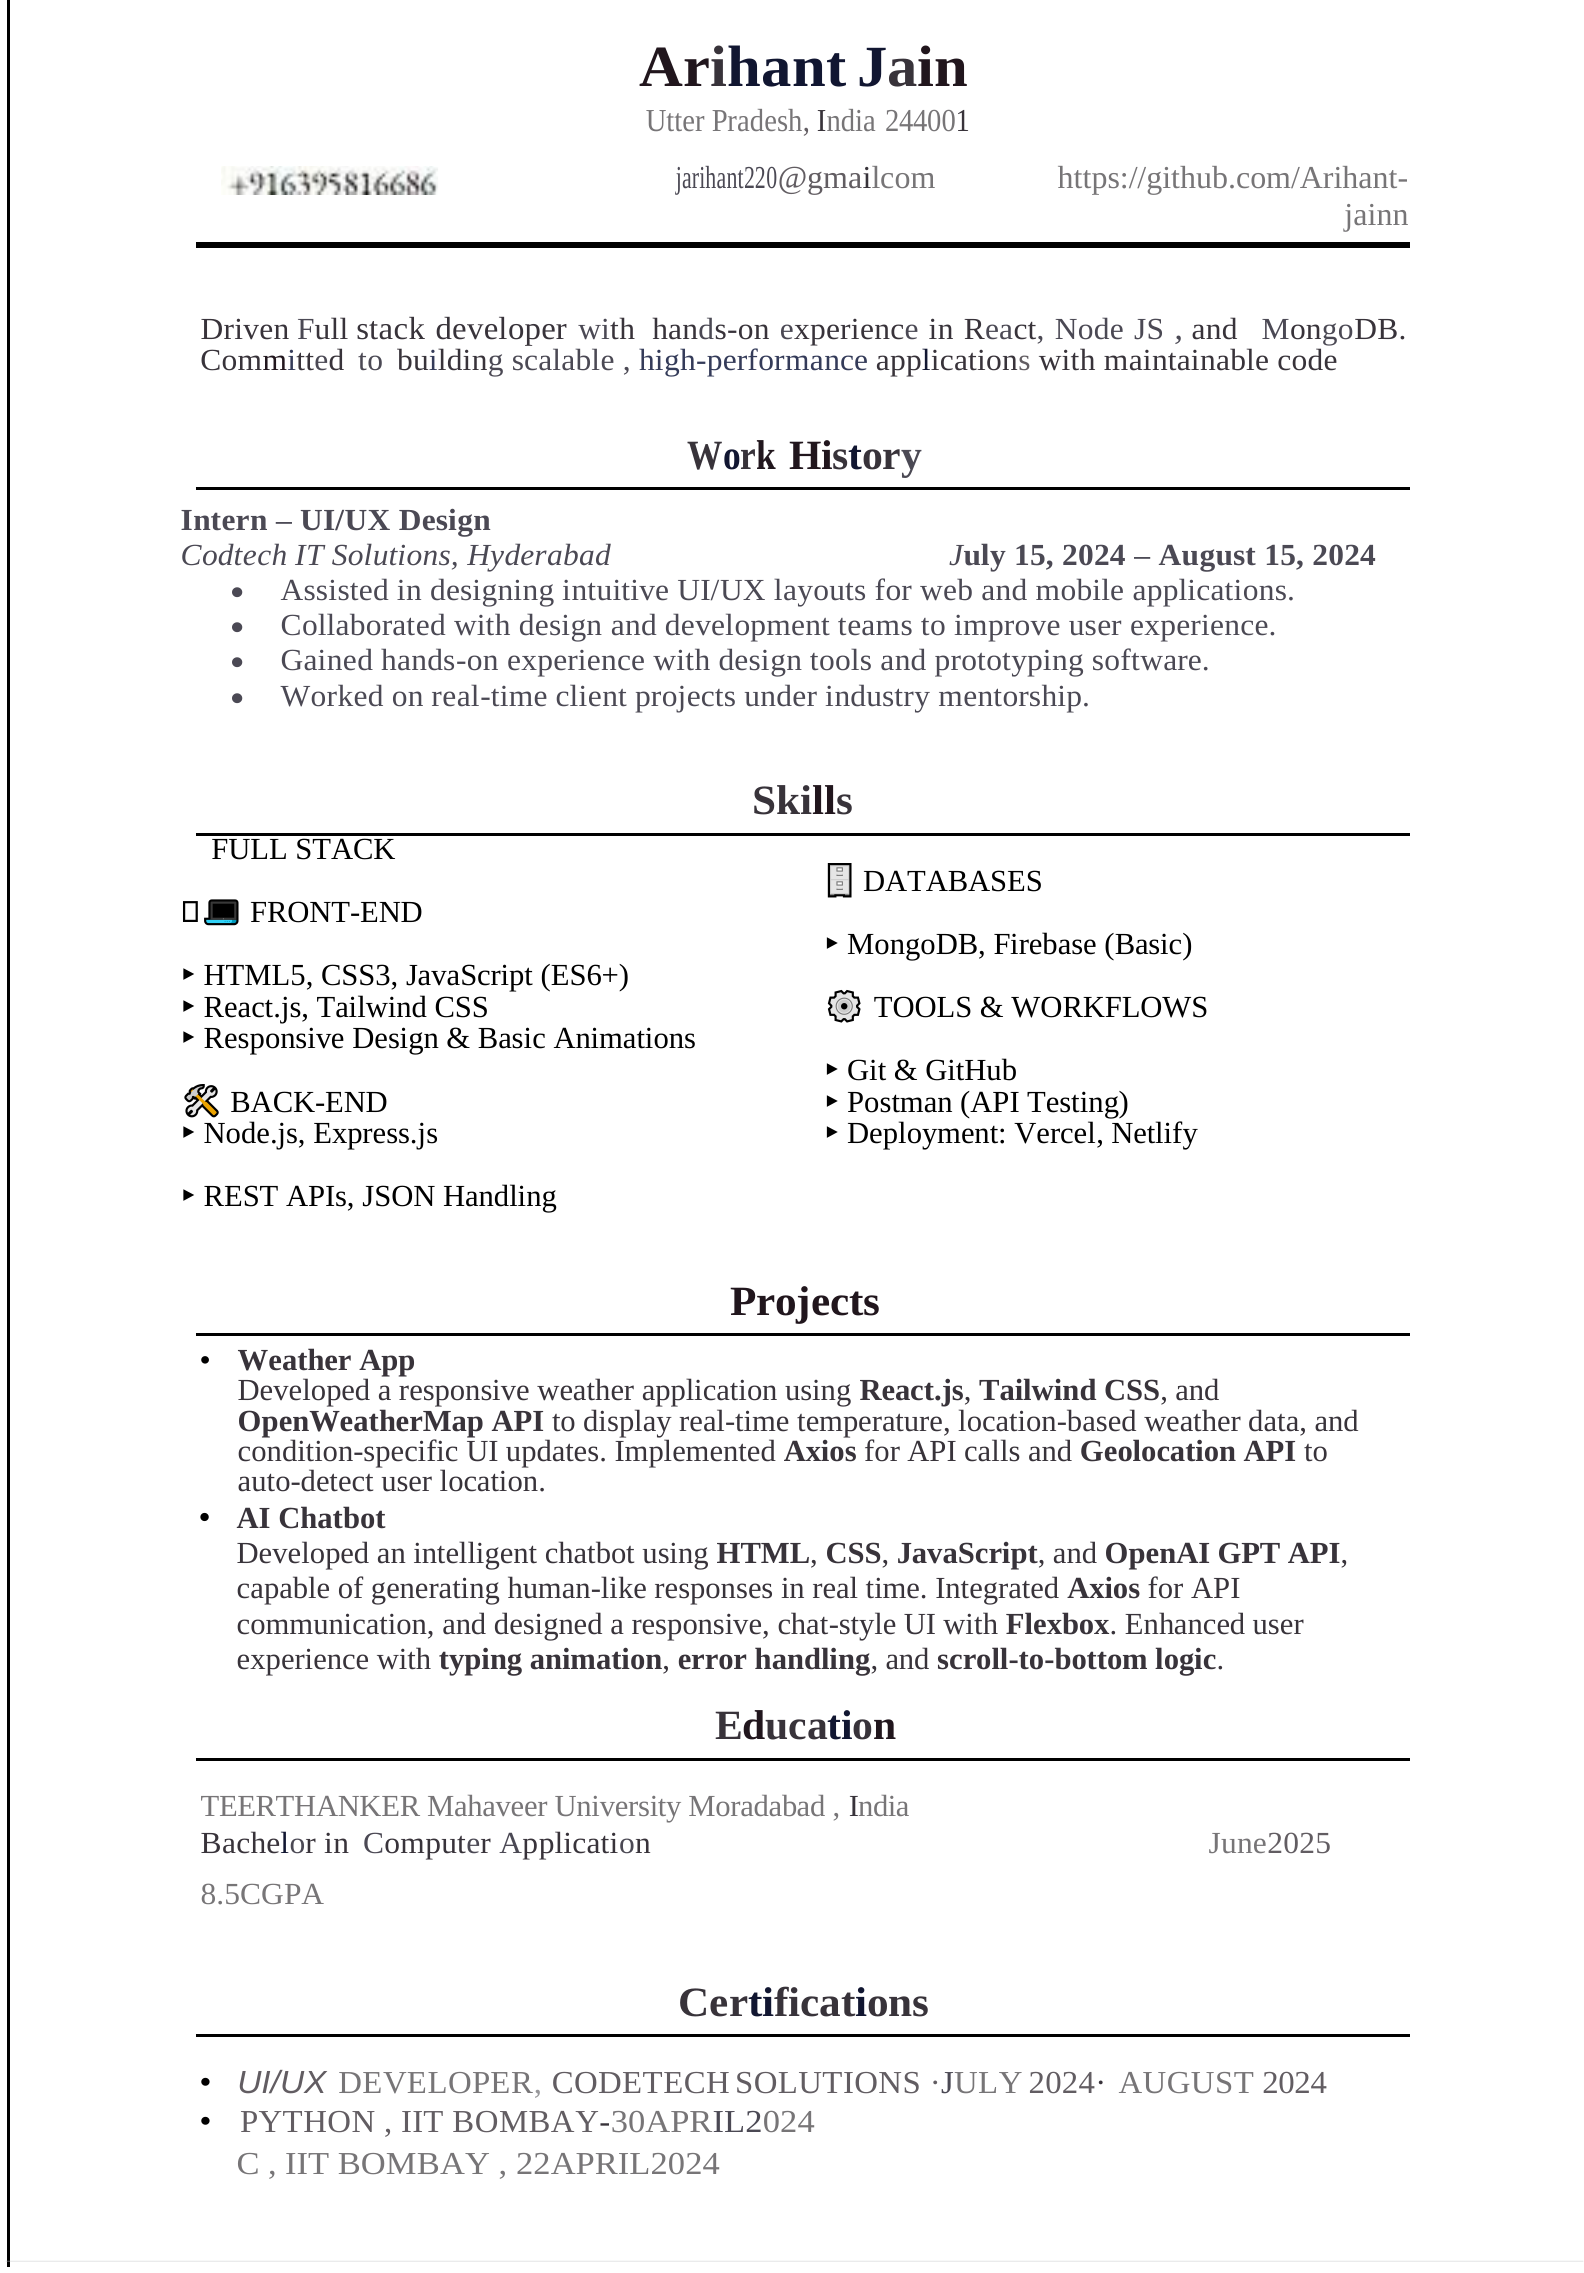 Arihant Jain
Utter Pradesh, India 244001
+916395816686 jarihant220@gmailcom https://github.com/Arihant-
jainn
Driven Full stack developer with hands-on experience in React, Node JS , and MongoDB.
Committed to building scalable , high-performance applications with maintainable code
Work History
Intern – UI/UX Design
Codtech IT Solutions, Hyderabad July 15, 2024 – August 15, 2024
• Assisted in designing intuitive UI/UX layouts for web and mobile applications.
• Collaborated with design and development teams to improve user experience.
• Gained hands-on experience with design tools and prototyping software.
• Worked on real-time client projects under industry mentorship.
Skills
FULL STACK
FRONT-END
‣ HTML5, CSS3, JavaScript (ES6+)
‣ React.js, Tailwind CSS
‣ Responsive Design & Basic Animations
🛠 BACK-END
‣ Node.js, Express.js
‣ REST APIs, JSON Handling
🗄 DATABASES
‣ MongoDB, Firebase (Basic)
⚙ TOOLS & WORKFLOWS
‣ Git & GitHub
‣ Postman (API Testing)
‣ Deployment: Vercel, Netlify
Projects
• Weather App
Developed a responsive weather application using React.js, Tailwind CSS, and
OpenWeatherMap API to display real-time temperature, location-based weather data, and
condition-specific UI updates. Implemented Axios for API calls and Geolocation API to
auto-detect user location.
• AI Chatbot
Developed an intelligent chatbot using HTML, CSS, JavaScript, and OpenAI GPT API,
capable of generating human-like responses in real time. Integrated Axios for API
communication, and designed a responsive, chat-style UI with Flexbox. Enhanced user
experience with typing animation, error handling, and scroll-to-bottom logic.
Education
TEERTHANKER Mahaveer University Moradabad , India
Bachelor in Computer Application June2025
8.5CGPA
Certifications
• UI/UX DEVELOPER, CODETECH SOLUTIONS ·JULY 2024· AUGUST 2024
• PYTHON , IIT BOMBAY-30APRIL2024
C , IIT BOMBAY , 22APRIL2024